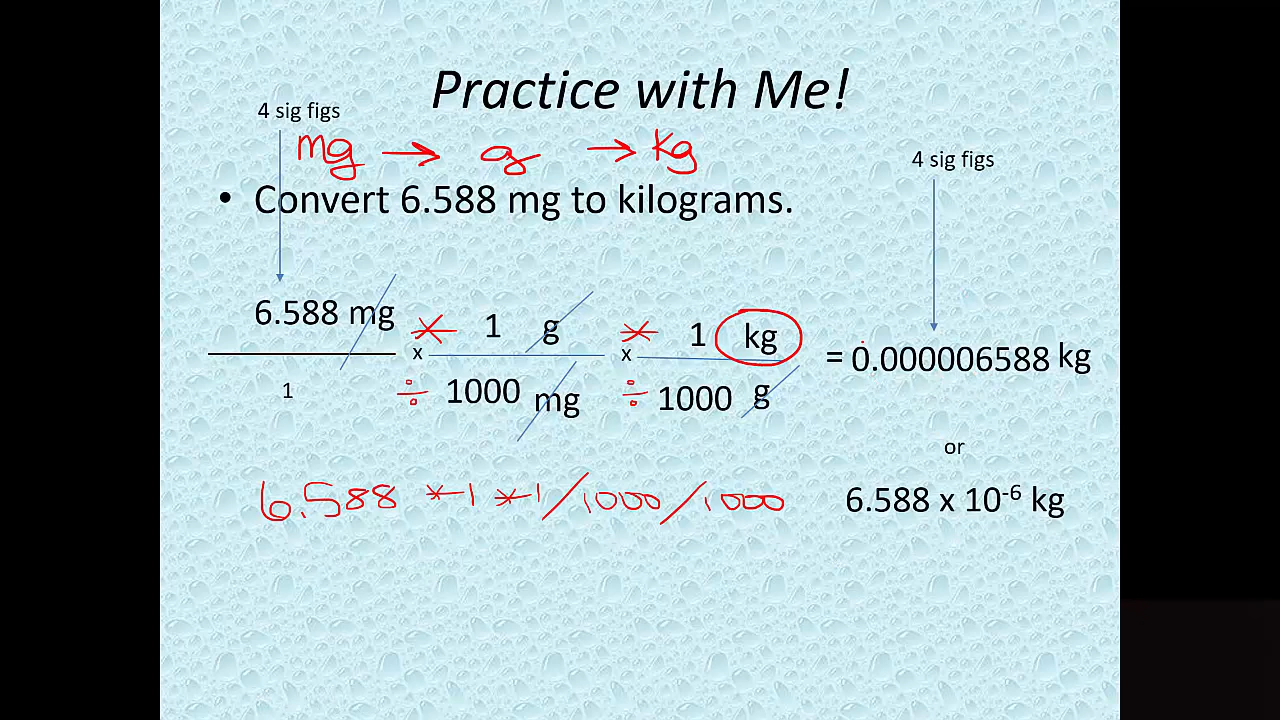 Practice with Me!
4 sig figs
mg → g → kg
4 sig figs
• Convert 6.588 mg to kilograms.
6.588 mg * 1 g * 1 kg
x x = 0.000006588 kg
1 ÷ 1000 mg ÷ 1000 g
or
6.588 *1 *1/1000/1000
6.588 x 10⁻⁶ kg